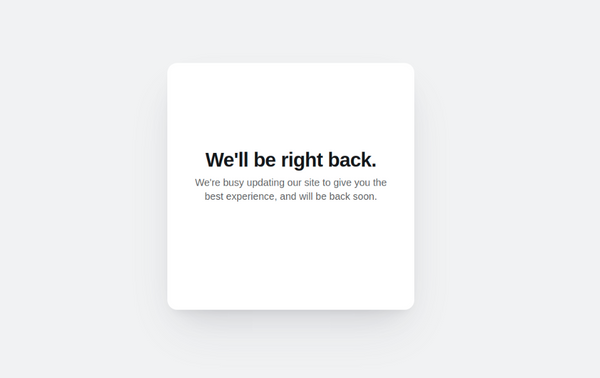 We'll be right back.
We're busy updating our site to give you the
best experience, and will be back soon.